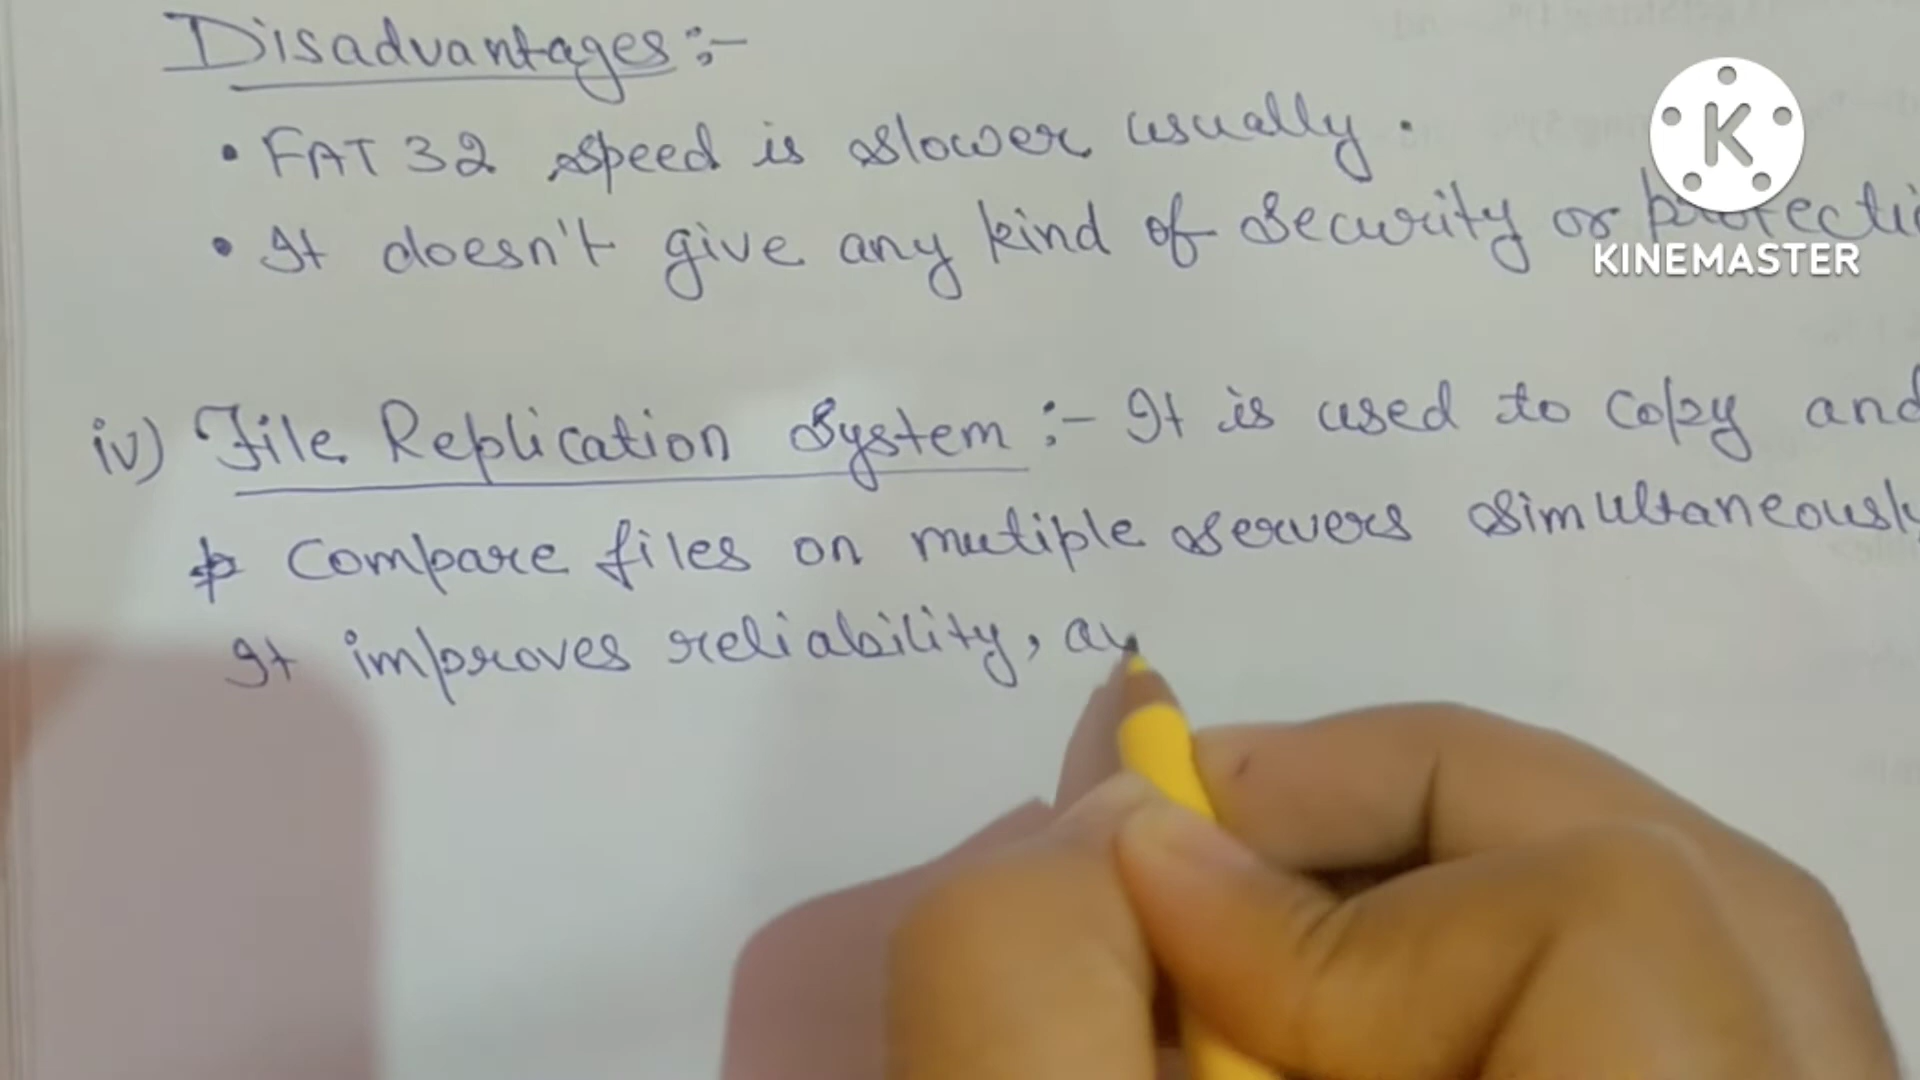 Disadvantages :-
• FAT 32 speed is slower usually.
• It doesn't give any kind of security or
K
KINEMASTER
iv) File Replication System :- It is used to copy and
Compare files on mutiple servers simultaneously
It improves reliability, av